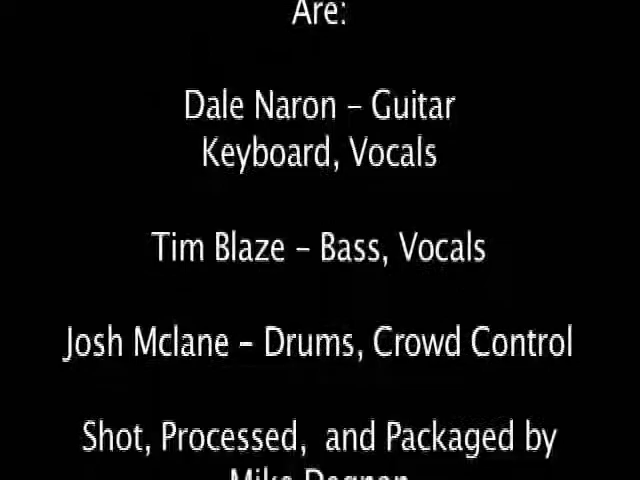 Are:
Dale Naron – Guitar
Keyboard, Vocals
Tim Blaze – Bass, Vocals
Josh Mclane – Drums, Crowd Control
Shot, Processed,  and Packaged by
Mike